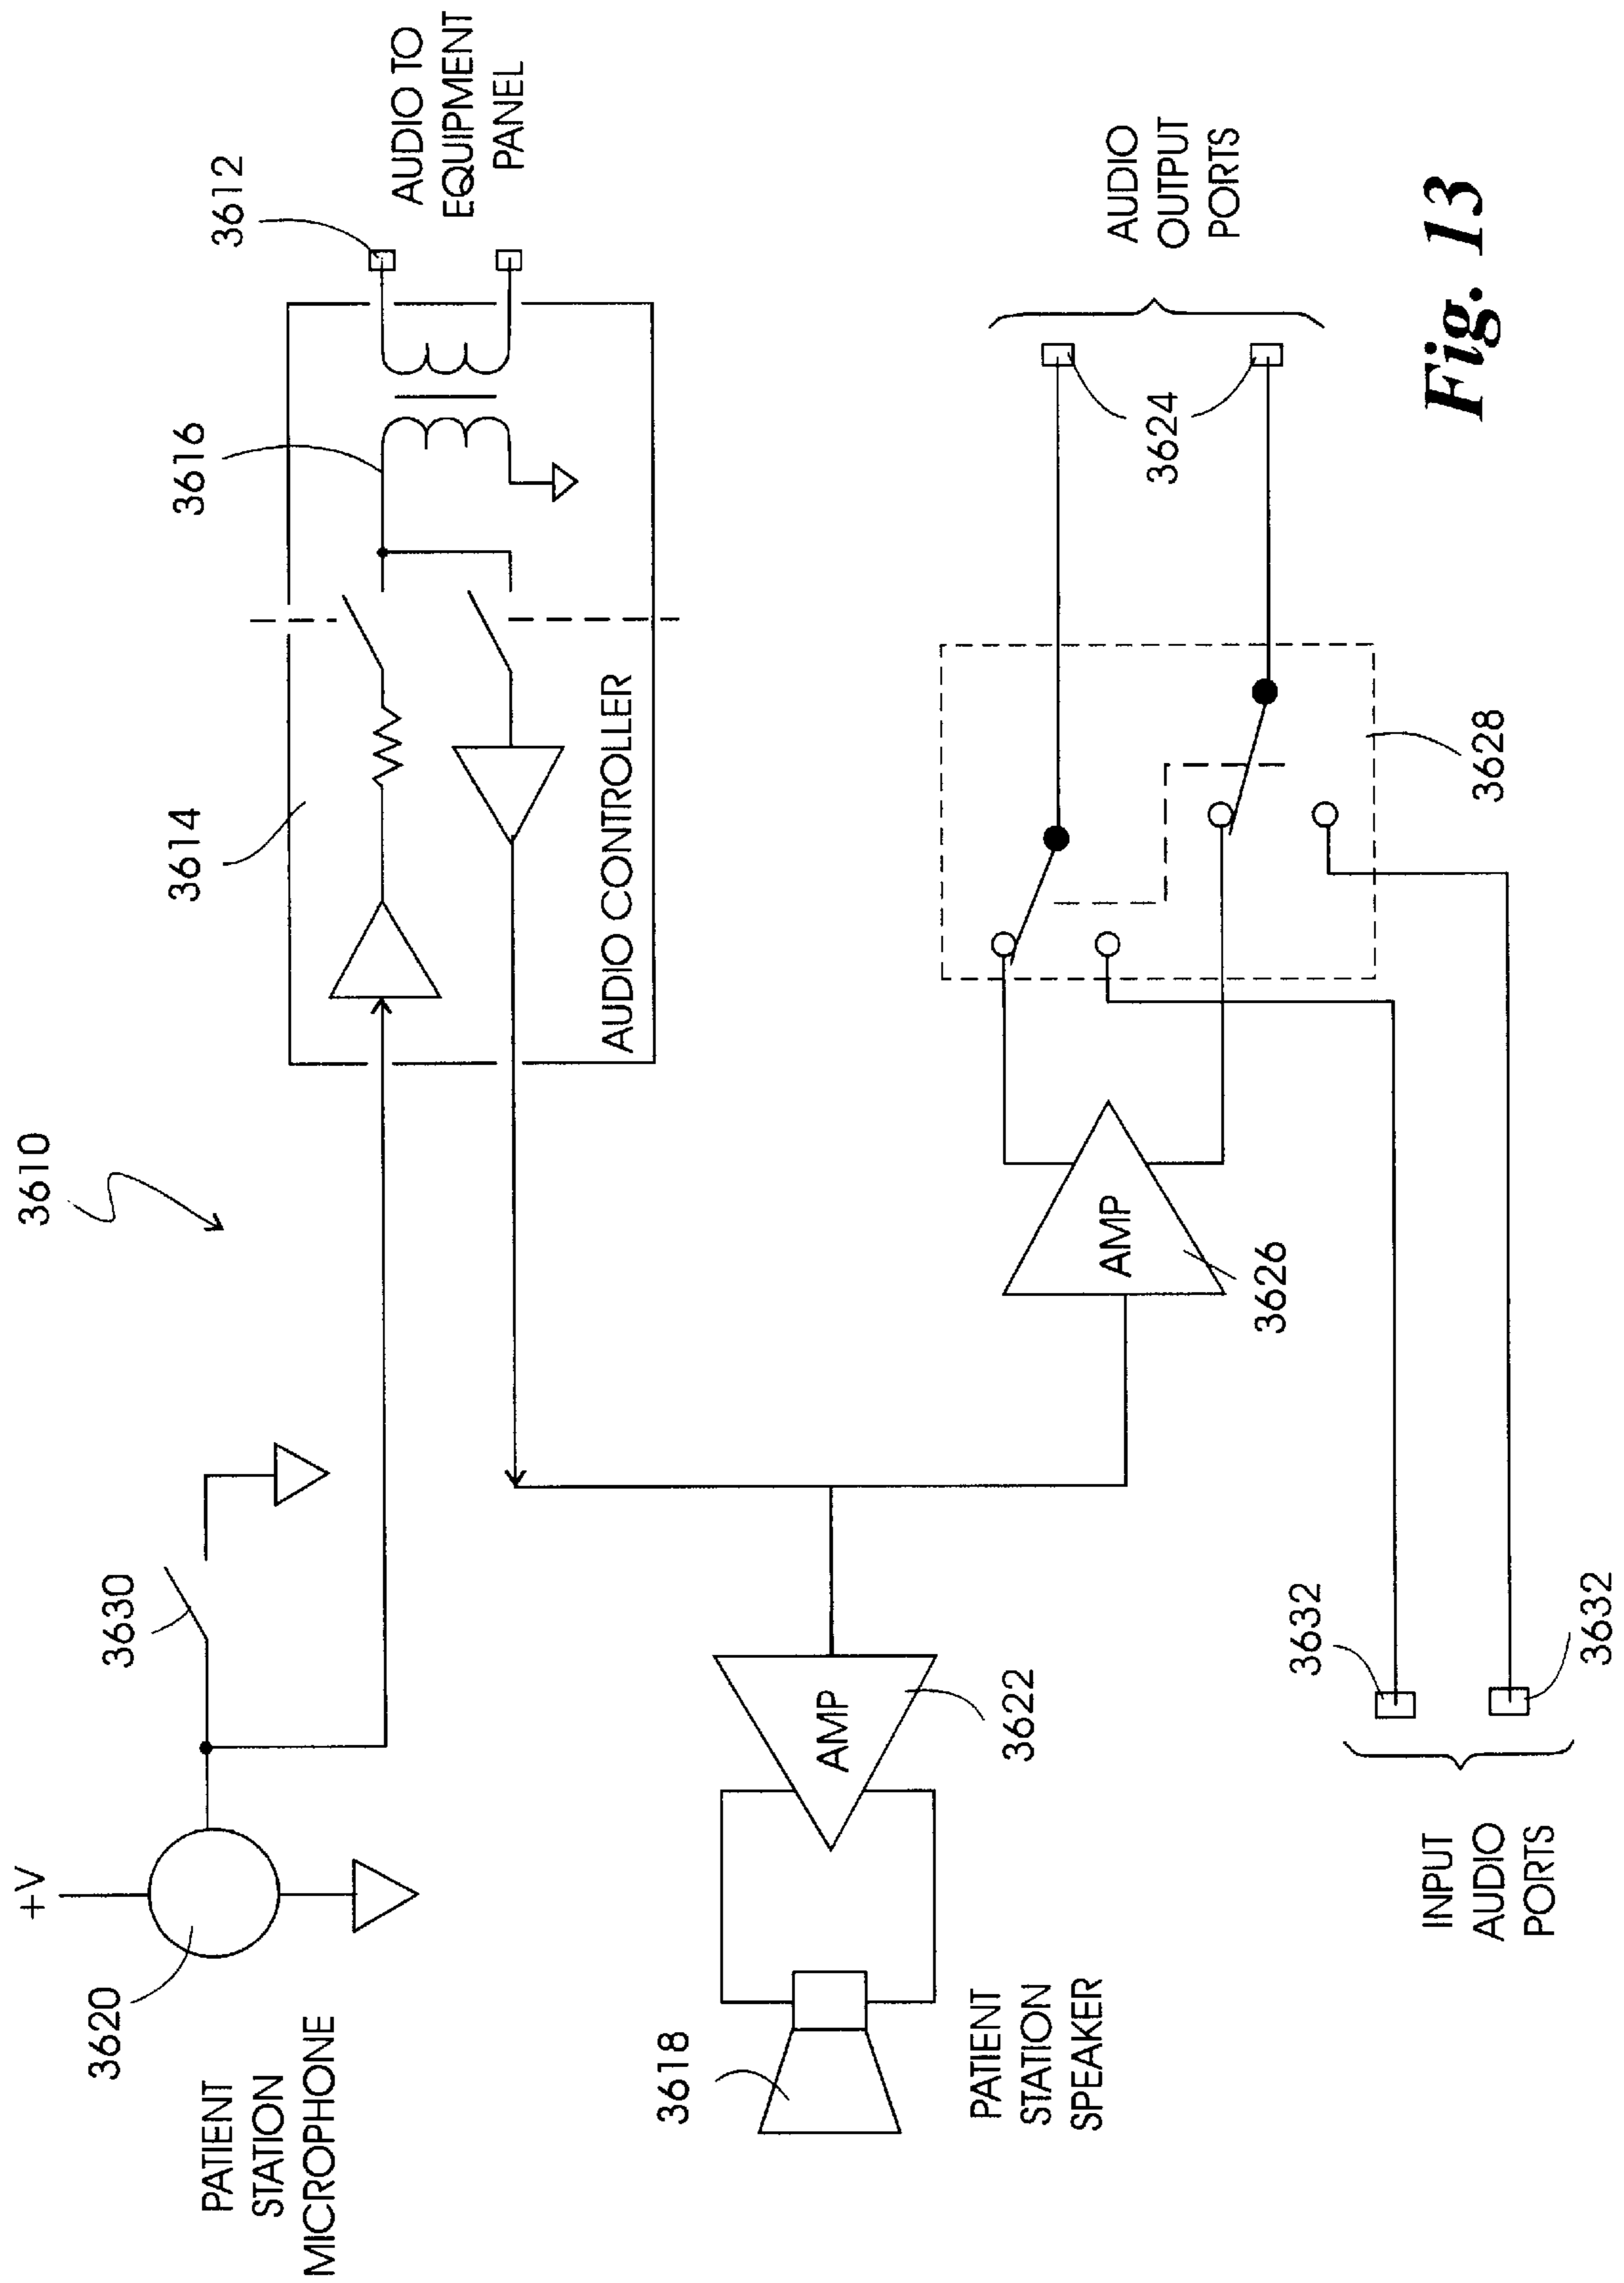 3610
+V
3620
PATIENT
STATION
MICROPHONE
3630
3614
3616
3612
AUDIO TO
EQUIPMENT
PANEL
AUDIO CONTROLLER
3618
PATIENT
STATION
SPEAKER
AMP
3622
AMP
3626
3628
3624
AUDIO
OUTPUT
PORTS
3632
3632
INPUT
AUDIO
PORTS
Fig. 13